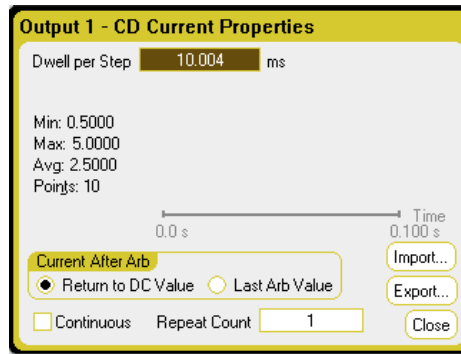 Output 1 - CD Current Properties
Dwell per Step 10.004 ms
Min: 0.5000
Max: 5.0000
Avg: 2.5000
Points: 10
Time
0.0 s 0.100 s
Current After Arb
Return to DC Value Last Arb Value
Import...
Export...
Continuous Repeat Count 1 Close